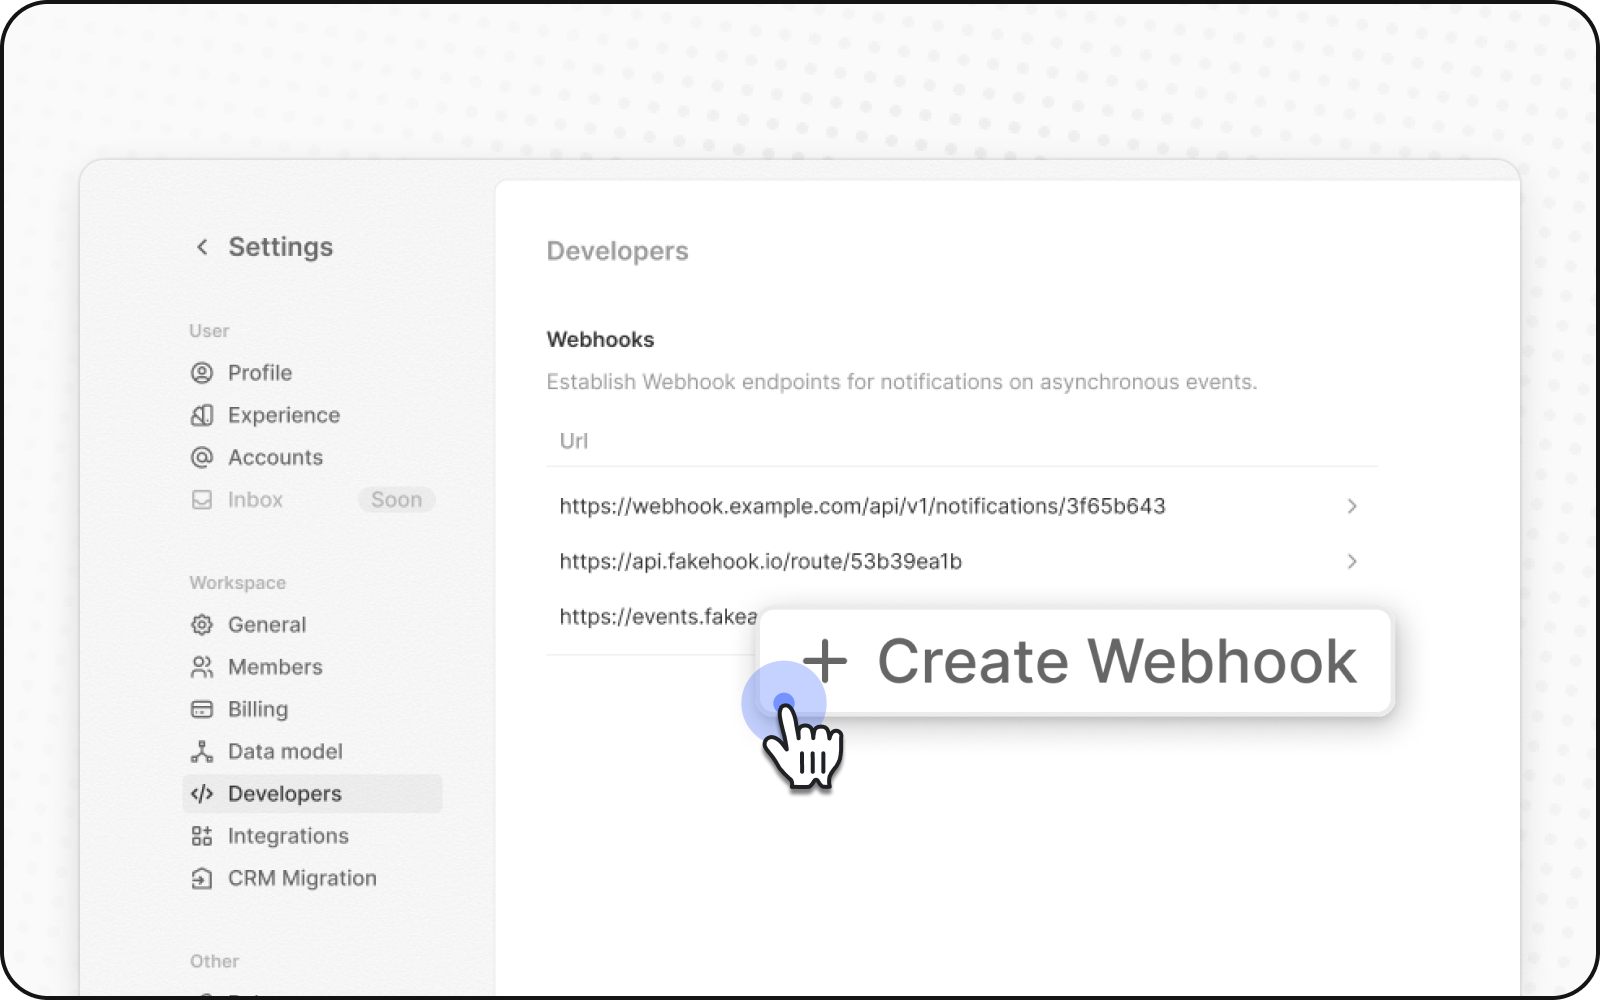 Settings
User
Profile
Experience
Accounts
Inbox Soon
Workspace
General
Members
Billing
Data model
Developers
Integrations
CRM Migration
Other
Developers
Webhooks
Establish Webhook endpoints for notifications on asynchronous events.
Url
https://webhook.example.com/api/v1/notifications/3f65b643
https://api.fakehook.io/route/53b39ea1b
https://events.fakea
+ Create Webhook